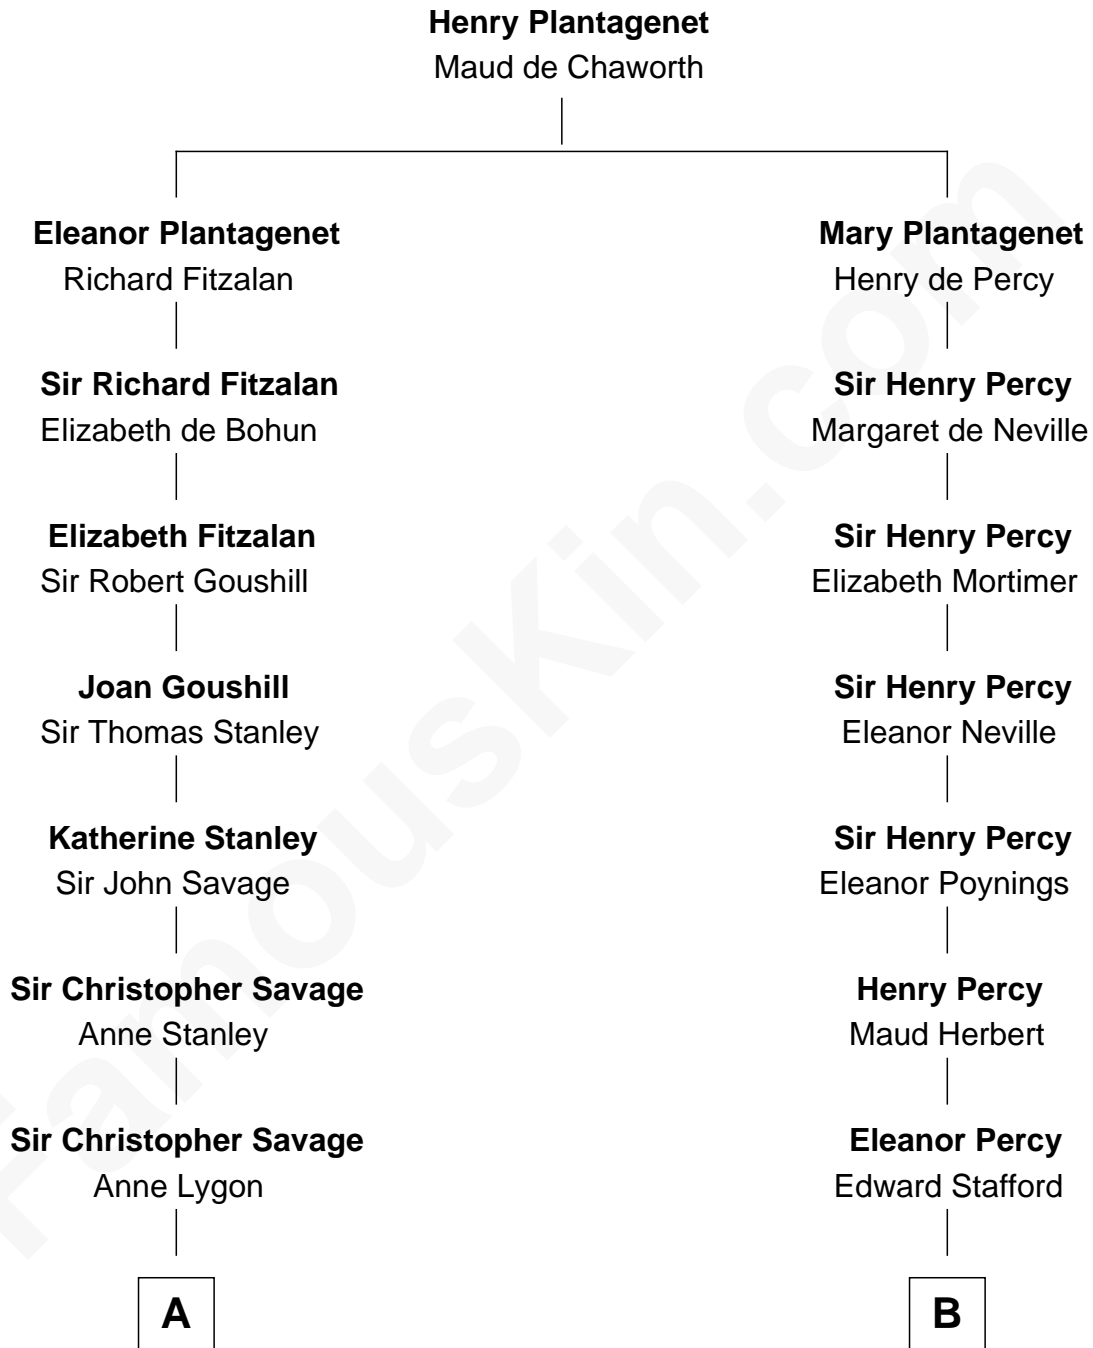 Henry Plantagenet
Maud de Chaworth
Eleanor Plantagenet
Richard Fitzalan
Mary Plantagenet
Henry de Percy
Sir Richard Fitzalan
Elizabeth de Bohun
Sir Henry Percy
Margaret de Neville
Elizabeth Fitzalan
Sir Robert Goushill
Sir Henry Percy
Elizabeth Mortimer
Joan Goushill
Sir Thomas Stanley
Sir Henry Percy
Eleanor Neville
Katherine Stanley
Sir John Savage
Sir Henry Percy
Eleanor Poynings
Sir Christopher Savage
Anne Stanley
Henry Percy
Maud Herbert
Sir Christopher Savage
Anne Lygon
Eleanor Percy
Edward Stafford
A
B
FamousKin.com